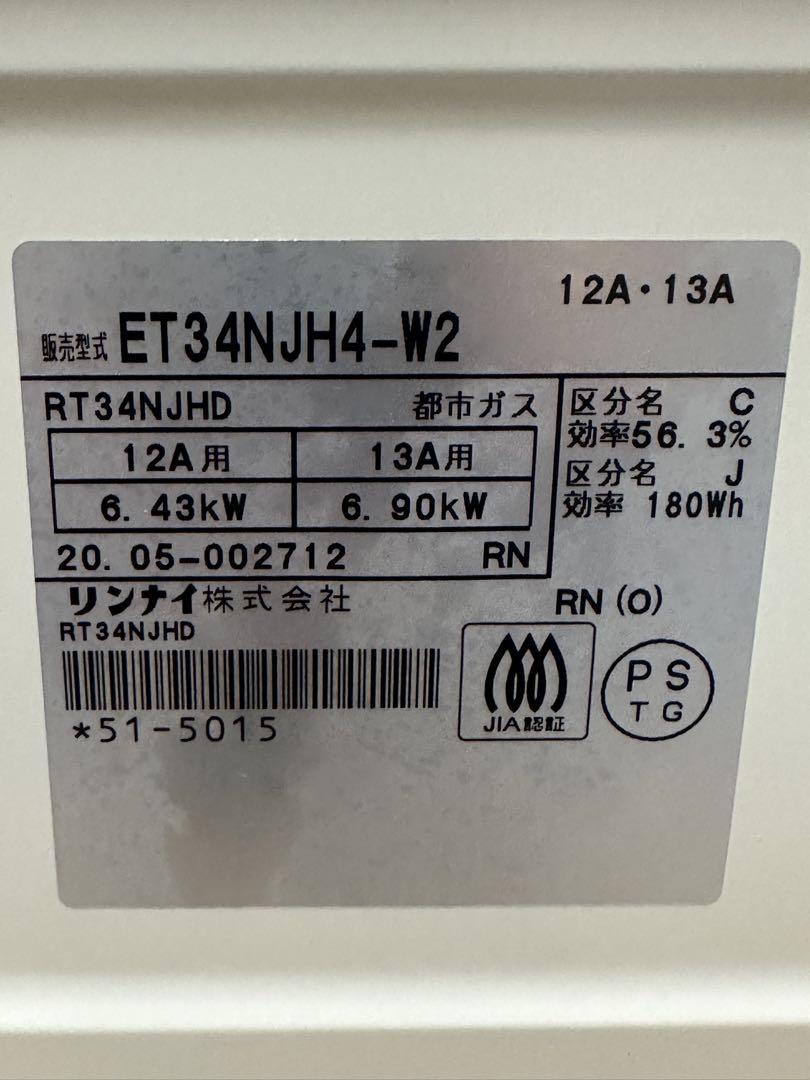 12A・13A
販売型式 ET34NJH4-W2
RT34NJHD 都市ガス
12A用 13A用
6.43kW 6.90kW
20.05-002712 RN
区分名 C
効率56.3%
区分名 J
効率 180Wh
リンナイ株式会社 RN(O)
RT34NJHD
*51-5015
JIA認証
PS
TG